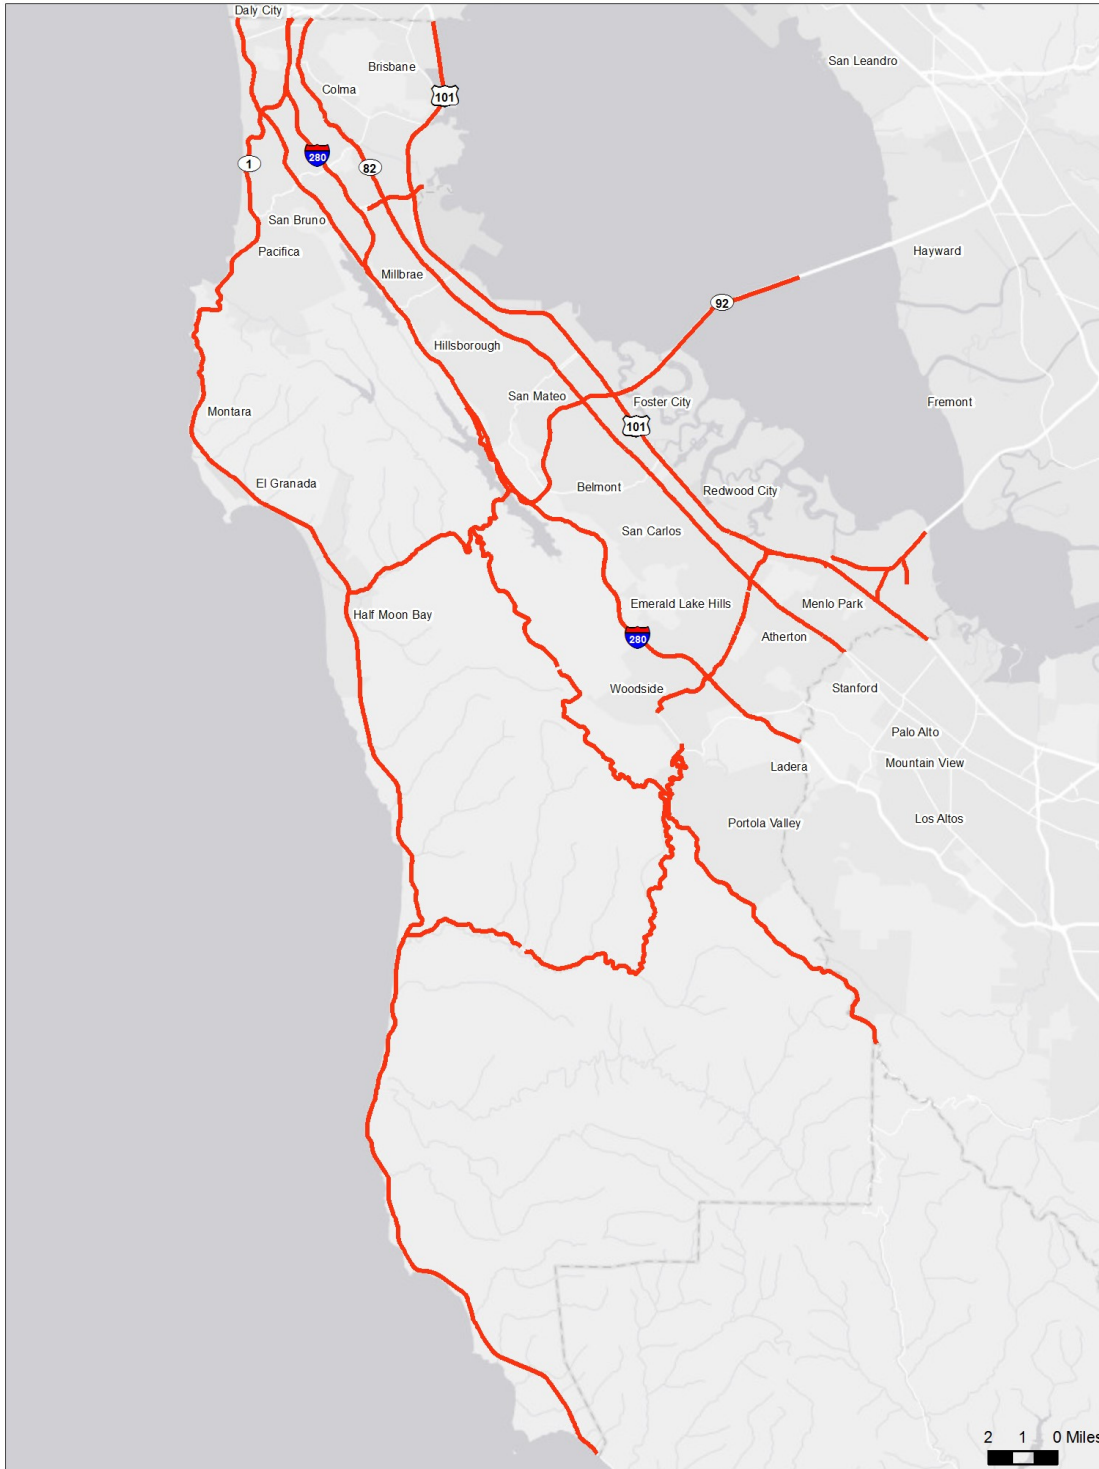 Daly City
San Leandro
Brisbane
Colma
101
280
1
82
San Bruno
Pacifica
Hayward
Millbrae
92
Hillsborough
San Mateo
Foster City
Fremont
Montara
101
El Granada
Belmont
Redwood City
San Carlos
Half Moon Bay
Emerald Lake Hills
Menlo Park
280
Atherton
Woodside
Stanford
Palo Alto
Ladera
Mountain View
Portola Valley
Los Altos
2 1 0 Miles